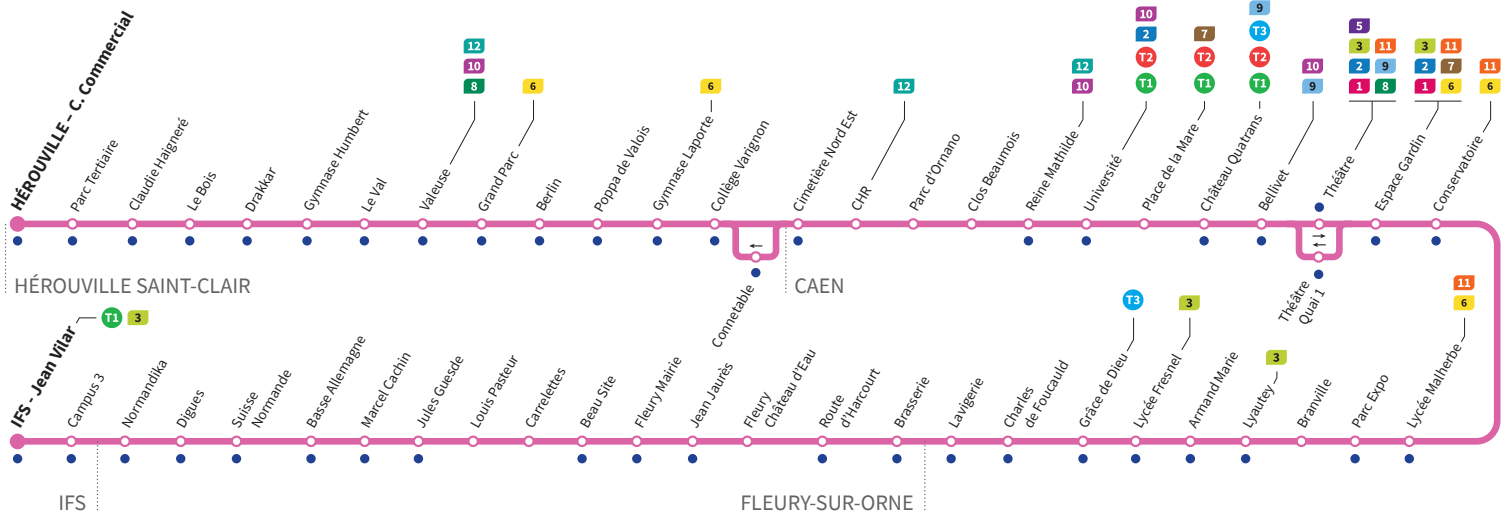 HÉROUVILLE – C. Commercial
Parc Tertiaire
Claudie Haigneré
Le Bois
Drakkar
Gymnase Humbert
Le Val
Valeuse
12
10
8
Grand Parc
6
Berlin
Poppa de Valois
Gymnase Laporte
6
Collège Varignon
Connetable
Cimetière Nord Est
CHR
12
Parc d'Ornano
Clos Beaumois
Reine Mathilde
12
10
Université
10
2
T2
T1
Place de la Mare
7
T2
T1
Château Quatrans
9
T3
T2
T1
Bellivet
10
9
Théâtre
5
3 11
2 9
1 8
Théâtre
Quai 1
Espace Gardin
3 11
2 7
1 6
Conservatoire
11
6
HÉROUVILLE SAINT-CLAIR
CAEN
IFS - Jean Vilar
T1 3
Campus 3
Normandika
Digues
Suisse
Normande
Basse Allemagne
Marcel Cachin
Jules Guesde
Louis Pasteur
Carrelettes
Beau Site
Fleury Mairie
Jean Jaurès
Fleury
Château d'Eau
Route
d'Harcourt
Brasserie
Lavigerie
Charles
de Foucauld
Grâce de Dieu
T3
Lycée Fresnel
3
Armand Marie
Lyautey
3
Branville
Parc Expo
Lycée Malherbe
11
6
IFS
FLEURY-SUR-ORNE